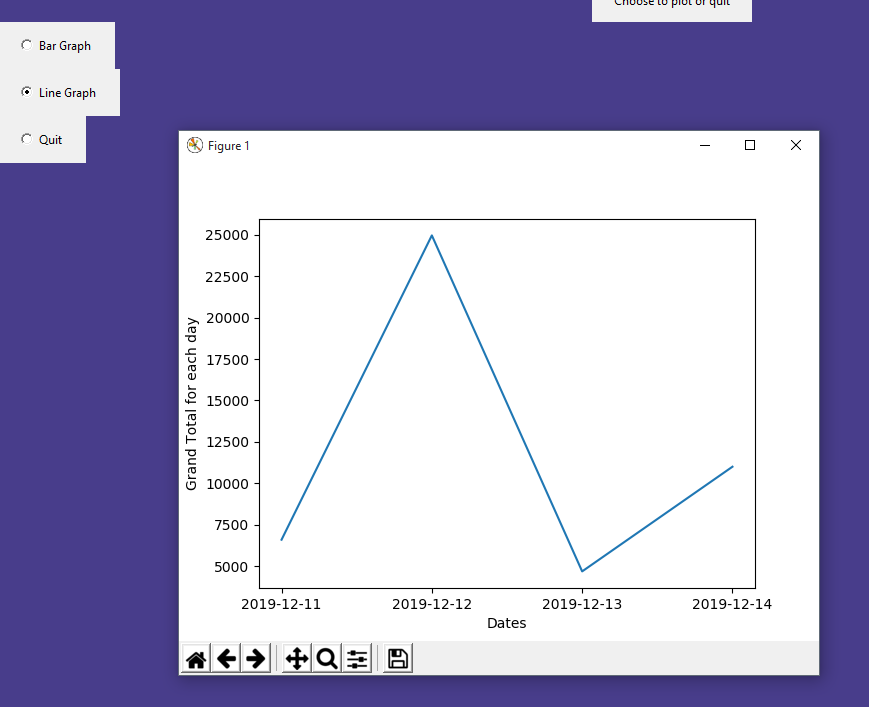 Choose to plot or quit
Bar Graph
Line Graph
Quit
Figure 1
25000
22500
20000
17500
15000
12500
10000
7500
5000
Grand Total for each day
2019-12-11 2019-12-12 2019-12-13 2019-12-14
Dates